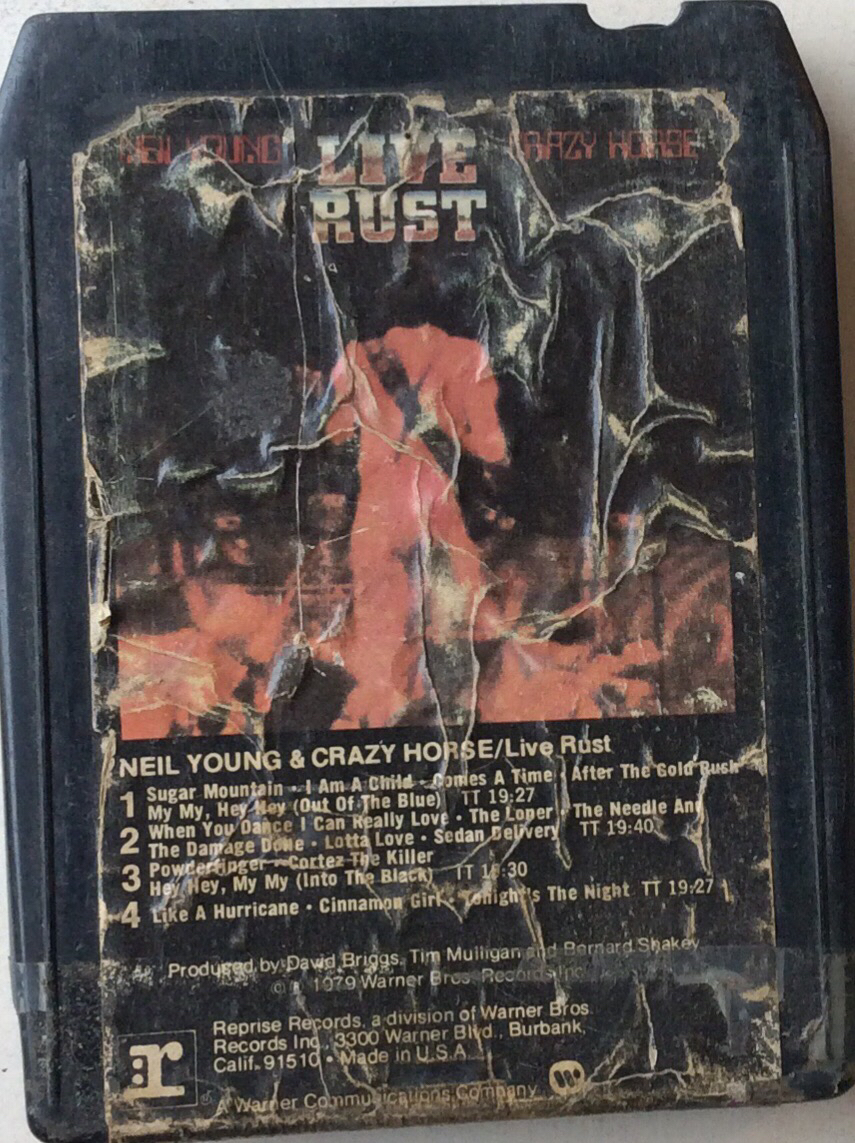 NEIL YOUNG LIVE RUST CRAZY HORSE
NEIL YOUNG & CRAZY HORSE/Live Rust
1 Sugar Mountain • I Am A Child • Comes A Time • After The Gold Rush
My My, Hey Hey (Out Of The Blue) TT 19:27
2 When You Dance I Can Really Love • The Loner • The Needle And
The Damage Done • Lotta Love • Sedan Delivery TT 19:40
3 Powderfinger • Cortez The Killer
Hey Hey, My My (Into The Black) TT :30
4 Like A Hurricane • Cinnamon Girl • Tonight's The Night TT 19:27
Produced by David Briggs, Tim Mulligan and Bernard Shakey
© ℗ 1979 Warner Bros. Records Inc.
Reprise Records, a division of Warner Bros.
Records Inc., 3300 Warner Blvd., Burbank,
Calif. 91510 • Made in U.S.A.
r ® A Warner Communications Company